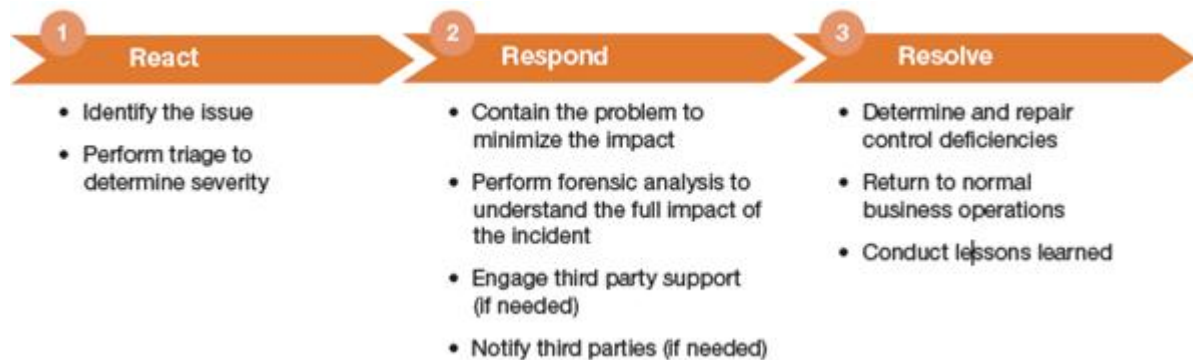 1
React
• Identify the issue
• Perform triage to
determine severity
2
Respond
• Contain the problem to
minimize the impact
• Perform forensic analysis to
understand the full impact of
the incident
• Engage third party support
(if needed)
• Notify third parties (if needed)
3
Resolve
• Determine and repair
control deficiencies
• Return to normal
business operations
• Conduct lessons learned